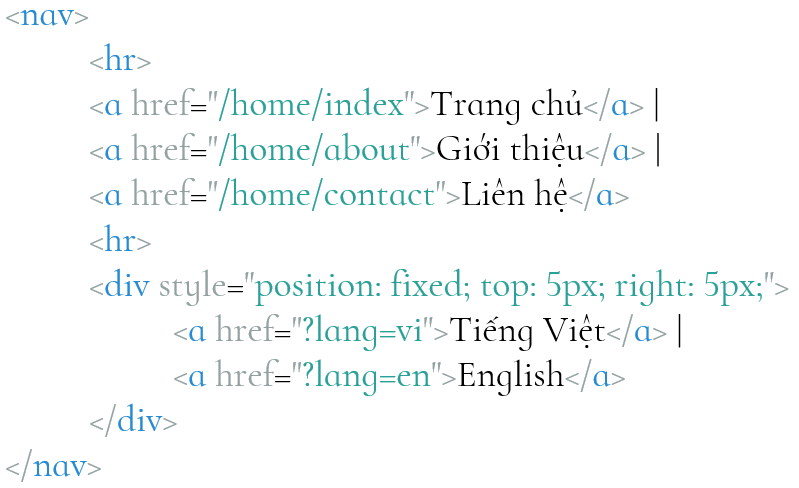 <nav>
<hr>
<a href="/home/index">Trang chủ</a> |
<a href="/home/about">Giới thiệu</a> |
<a href="/home/contact">Liên hệ</a>
<hr>
<div style="position: fixed; top: 5px; right: 5px;">
<a href="?lang=vi">Tiếng Việt</a> |
<a href="?lang=en">English</a>
</div>
</nav>